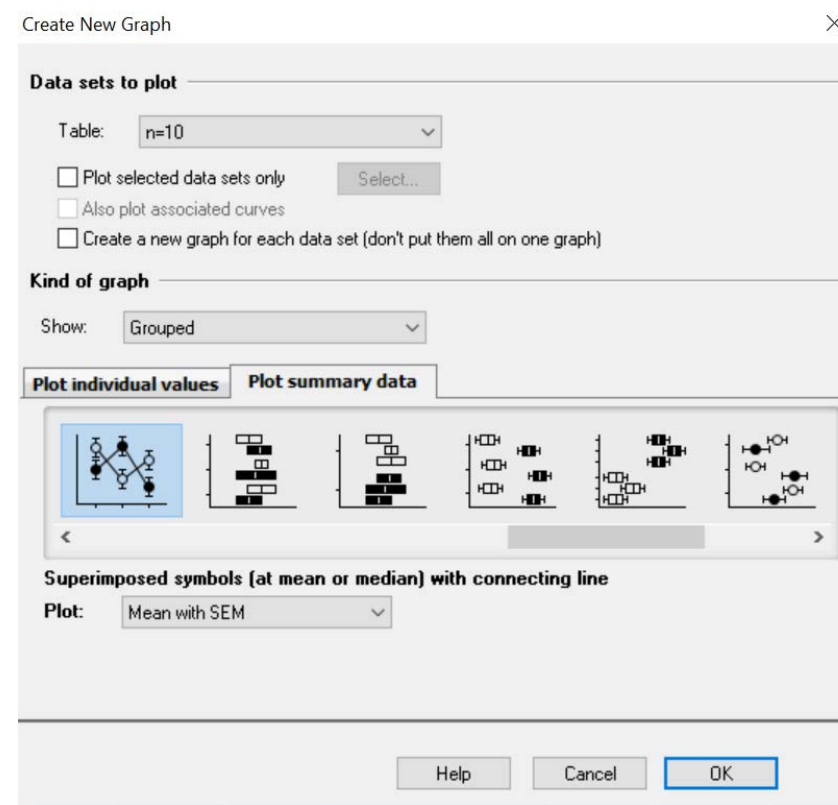 Create New Graph
Data sets to plot
Table: n=10
Plot selected data sets only Select...
Also plot associated curves
Create a new graph for each data set (don't put them all on one graph)
Kind of graph
Show: Grouped
Plot individual values Plot summary data
Superimposed symbols (at mean or median) with connecting line
Plot: Mean with SEM
Help Cancel OK